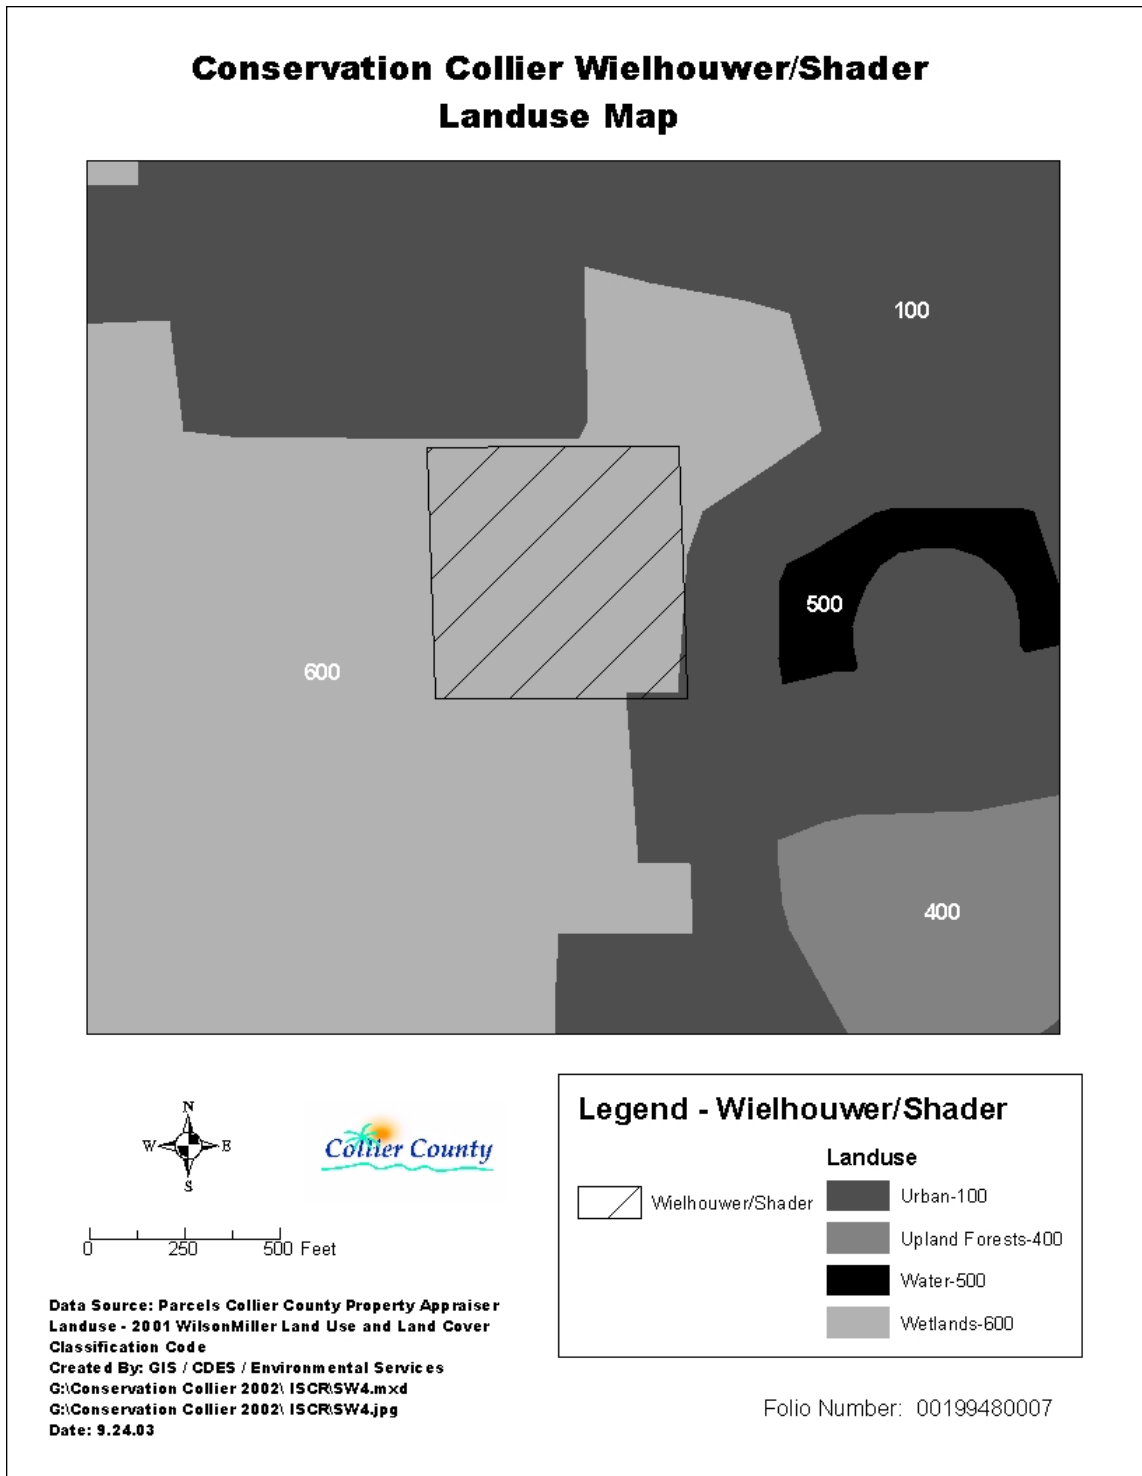 Conservation Collier Wielhouwer/Shader
Landuse Map
100
500
600
400
N
W E
S
Collier County
0 250 500 Feet
Legend - Wielhouwer/Shader
Landuse
Wielhouwer/Shader
Urban-100
Upland Forests-400
Water-500
Wetlands-600
Data Source: Parcels Collier County Property Appraiser
Landuse - 2001 WilsonMiller Land Use and Land Cover
Classification Code
Created By: GIS / CDES / Environmental Services
G:\Conservation Collier 2002\ ISCR\SW4.mxd
G:\Conservation Collier 2002\ ISCR\SW4.jpg
Date: 9.24.03
Folio Number: 00199480007